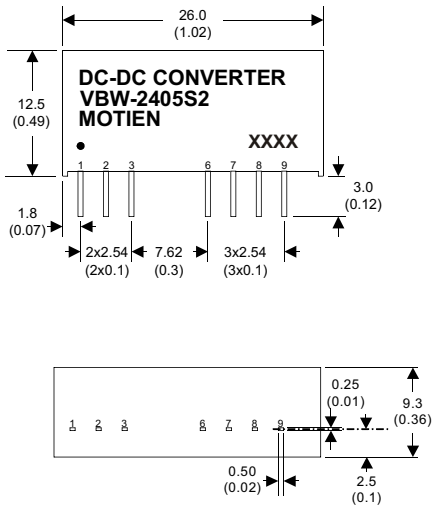 26.0
(1.02)
DC-DC CONVERTER
VBW-2405S2
MOTIEN
XXXX
12.5
(0.49)
1 2 3 6 7 8 9
3.0
(0.12)
1.8
(0.07)
2x2.54
(2x0.1)
7.62
(0.3)
3x2.54
(3x0.1)
1 2 3 6 7 8 9
0.25
(0.01)
9.3
(0.36)
0.50
(0.02)
2.5
(0.1)